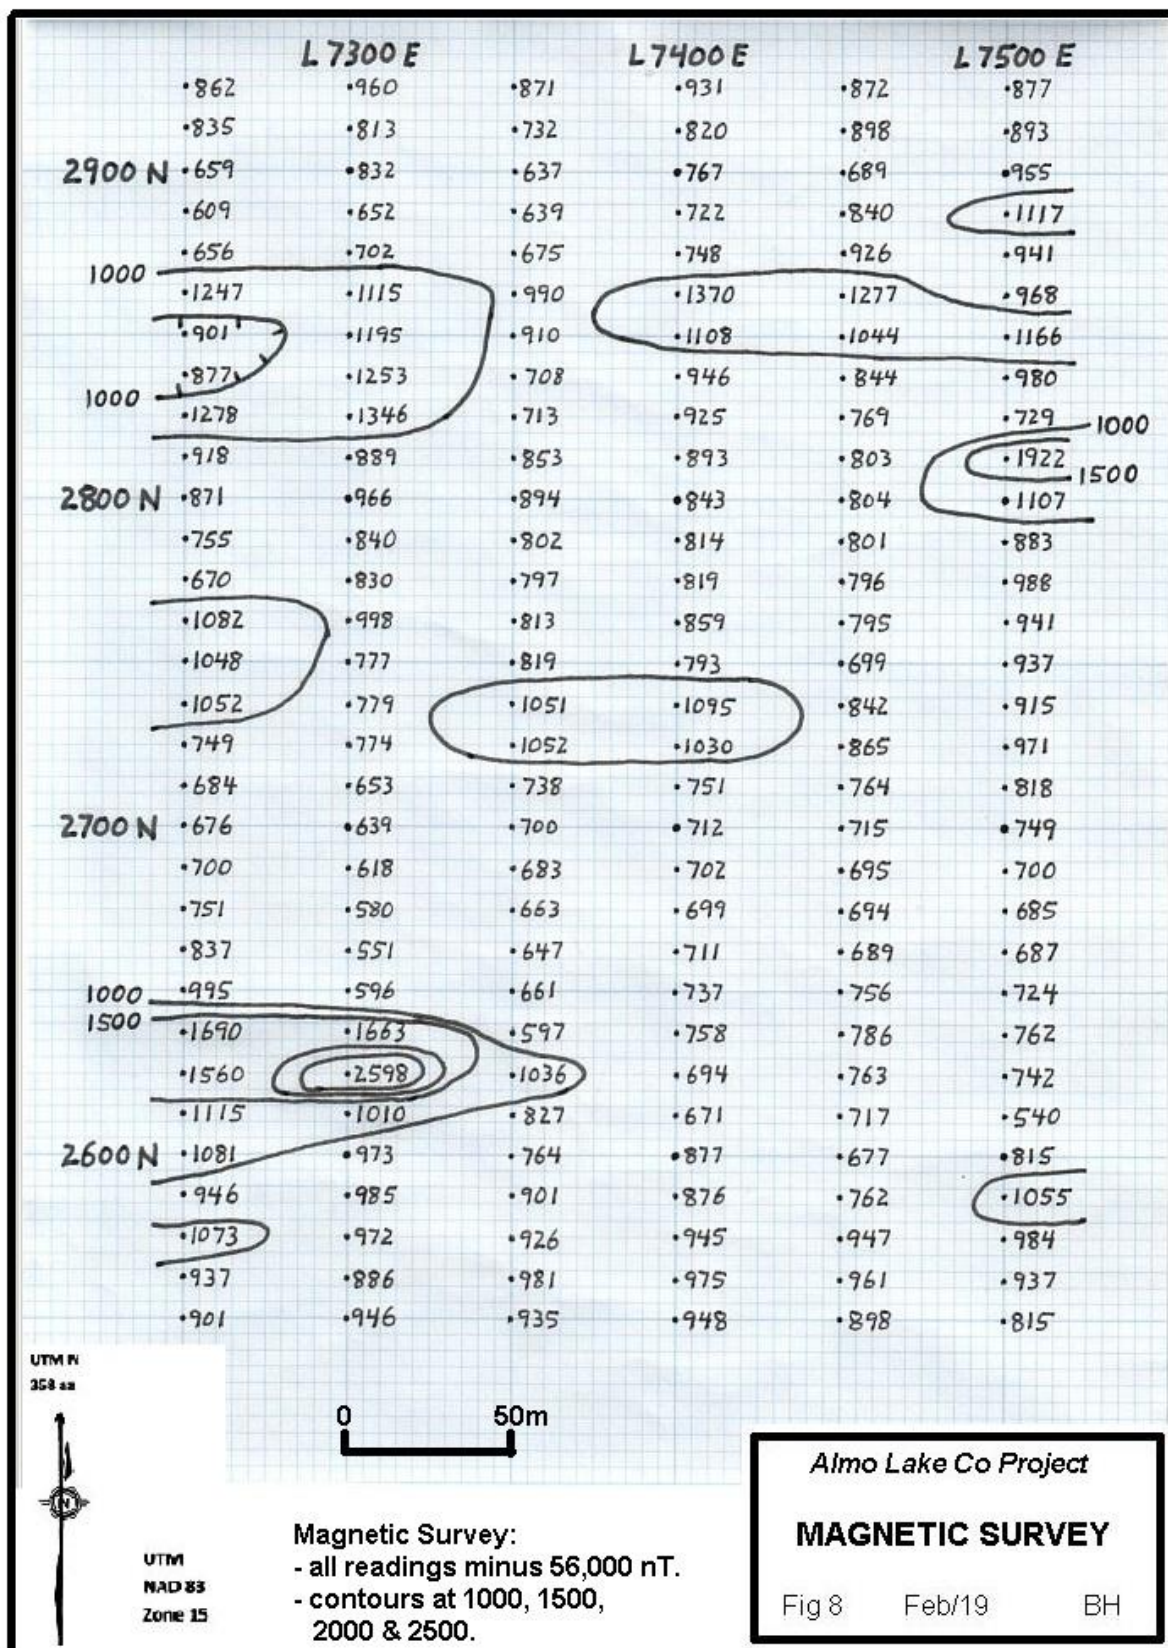 L 7300 E L 7400 E L 7500 E
·862 ·960 ·871 ·931 ·872 ·877
·835 ·813 ·732 ·820 ·898 ·893
2900 N ·659 ·832 ·637 ·767 ·689 ·955
·609 ·652 ·639 ·722 ·840 ·1117
·656 ·702 ·675 ·748 ·926 ·941
1000
·1247 ·1115 ·990 ·1370 ·1277 ·968
·901 ·1195 ·910 ·1108 ·1044 ·1166
·877 ·1253 ·708 ·946 ·844 ·980
1000
·1278 ·1346 ·713 ·925 ·769 ·729 1000
·918 ·889 ·853 ·893 ·803 ·1922
1500
2800 N ·871 ·966 ·894 ·843 ·804 ·1107
·755 ·840 ·802 ·814 ·801 ·883
·670 ·830 ·797 ·819 ·796 ·988
·1082 ·998 ·813 ·859 ·795 ·941
·1048 ·777 ·819 ·793 ·699 ·937
·1052 ·779 ·1051 ·1095 ·842 ·915
·749 ·774 ·1052 ·1030 ·865 ·971
·684 ·653 ·738 ·751 ·764 ·818
2700 N ·676 ·639 ·700 ·712 ·715 ·749
·700 ·618 ·683 ·702 ·695 ·700
·751 ·580 ·663 ·699 ·694 ·685
·837 ·551 ·647 ·711 ·689 ·687
1000 ·995 ·596 ·661 ·737 ·756 ·724
1500 ·1690 ·1663 ·597 ·758 ·786 ·762
·1560 ·2598 ·1036 ·694 ·763 ·742
·1115 ·1010 ·827 ·671 ·717 ·540
2600 N ·1081 ·973 ·764 ·877 ·677 ·815
·946 ·985 ·901 ·876 ·762 ·1055
·1073 ·972 ·926 ·945 ·947 ·984
·937 ·886 ·981 ·975 ·961 ·937
·901 ·946 ·935 ·948 ·898 ·815
UTM N
N
UTM
NAD 83
Zone 15
0 50m
Magnetic Survey:
- all readings minus 56,000 nT.
- contours at 1000, 1500,
2000 & 2500.
Almo Lake Co Project
MAGNETIC SURVEY
Fig 8 Feb/19 BH